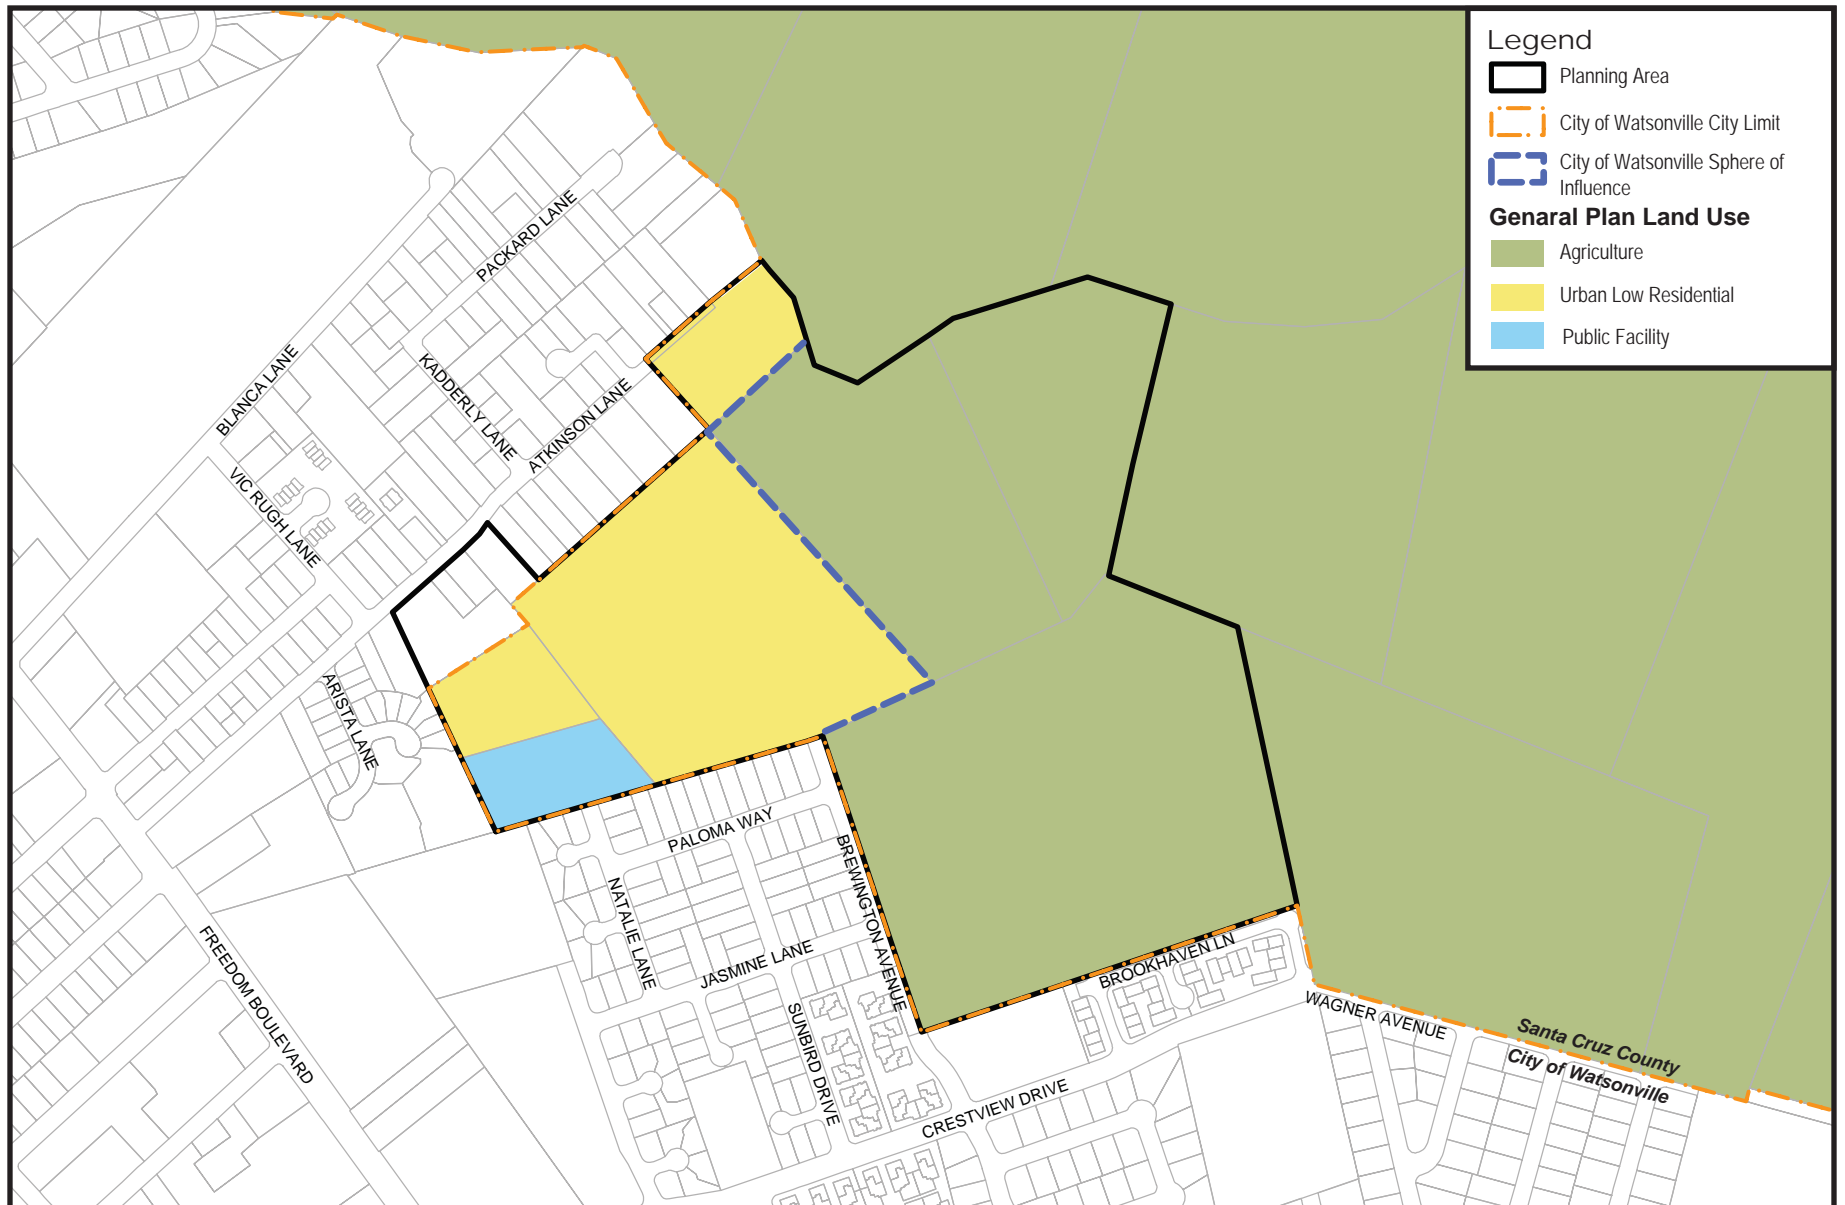 Legend
Planning Area
City of Watsonville City Limit
City of Watsonville Sphere of
Influence
Genaral Plan Land Use
Agriculture
Urban Low Residential
Public Facility
PACKARD LANE
BLANCA LANE
KADDERLY LANE
ATKINSON LANE
VIC RUGH LANE
ARISTA LANE
PALOMA WAY
BREWINGTON AVENUE
NATALIE LANE
JASMINE LANE
FREEDOM BOULEVARD
SUNBIRD DRIVE
BROOKHAVEN LN
WAGNER AVENUE
CRESTVIEW DRIVE
Santa Cruz County
City of Watsonville